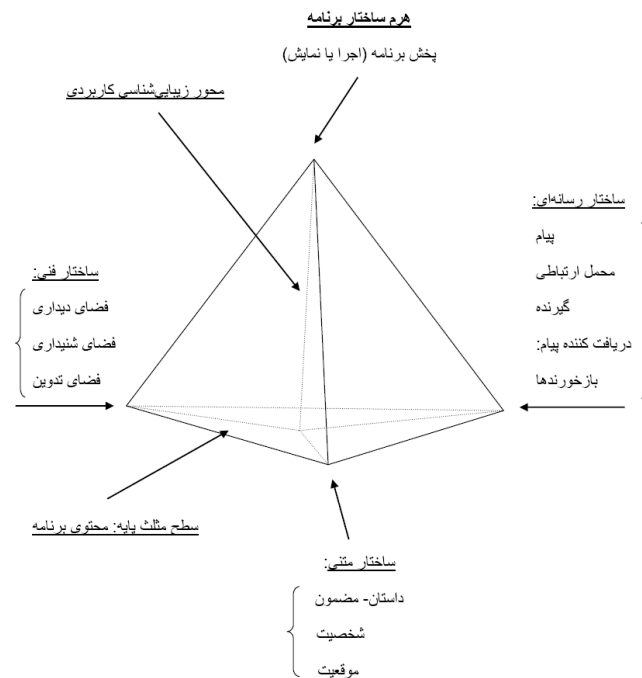 هرم ساختار برنامه
پخش برنامه (اجرا یا نمایش)
محور زیبایی‌شناسی کاربردی
ساختار رسانه‌ای:
پیام
محمل ارتباطی
گیرنده
دریافت کننده پیام:
بازخورندها
ساختار فنی:
فضای دیداری
فضای شنیداری
فضای تدوین
سطح مثلث پایه: محتوی برنامه
ساختار متنی:
داستان- مضمون
شخصیت
موقعیت